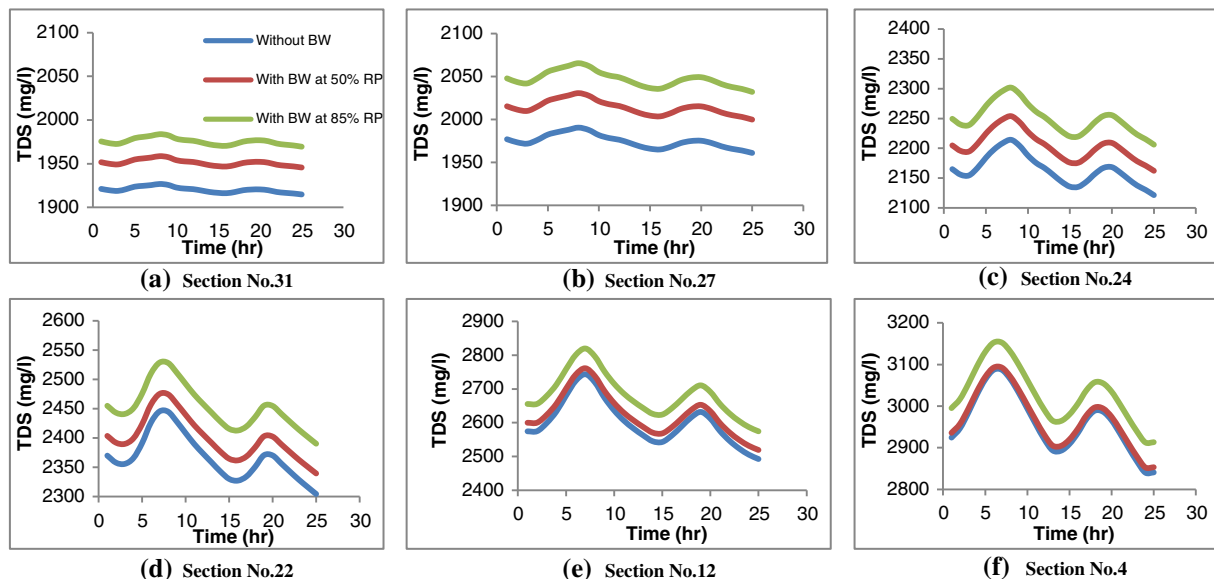 2100
2050
2000
1950
1900
TDS (mg/l)
Without BW
With BW at 50% RP
With BW at 85% RP
0 5 10 15 20 25 30
Time (hr)
(a) Section No.31
2100
2050
2000
1950
1900
TDS (mg/l)
0 5 10 15 20 25 30
Time (hr)
(b) Section No.27
2400
2350
2300
2250
2200
2150
2100
TDS (mg/l)
0 5 10 15 20 25 30
Time (hr)
(c) Section No.24
2600
2550
2500
2450
2400
2350
2300
TDS (mg/l)
0 5 10 15 20 25 30
Time (hr)
(d) Section No.22
2900
2800
2700
2600
2500
2400
TDS (mg/l)
0 5 10 15 20 25 30
Time (hr)
(e) Section No.12
3200
3100
3000
2900
2800
TDS (mg/l)
0 5 10 15 20 25 30
Time (hr)
(f) Section No.4